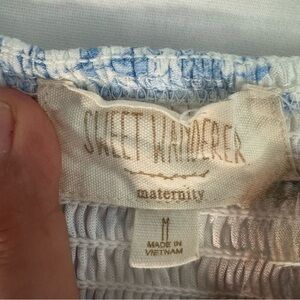 SWEET WANDERER
maternity
M
MADE IN
VIETNAM